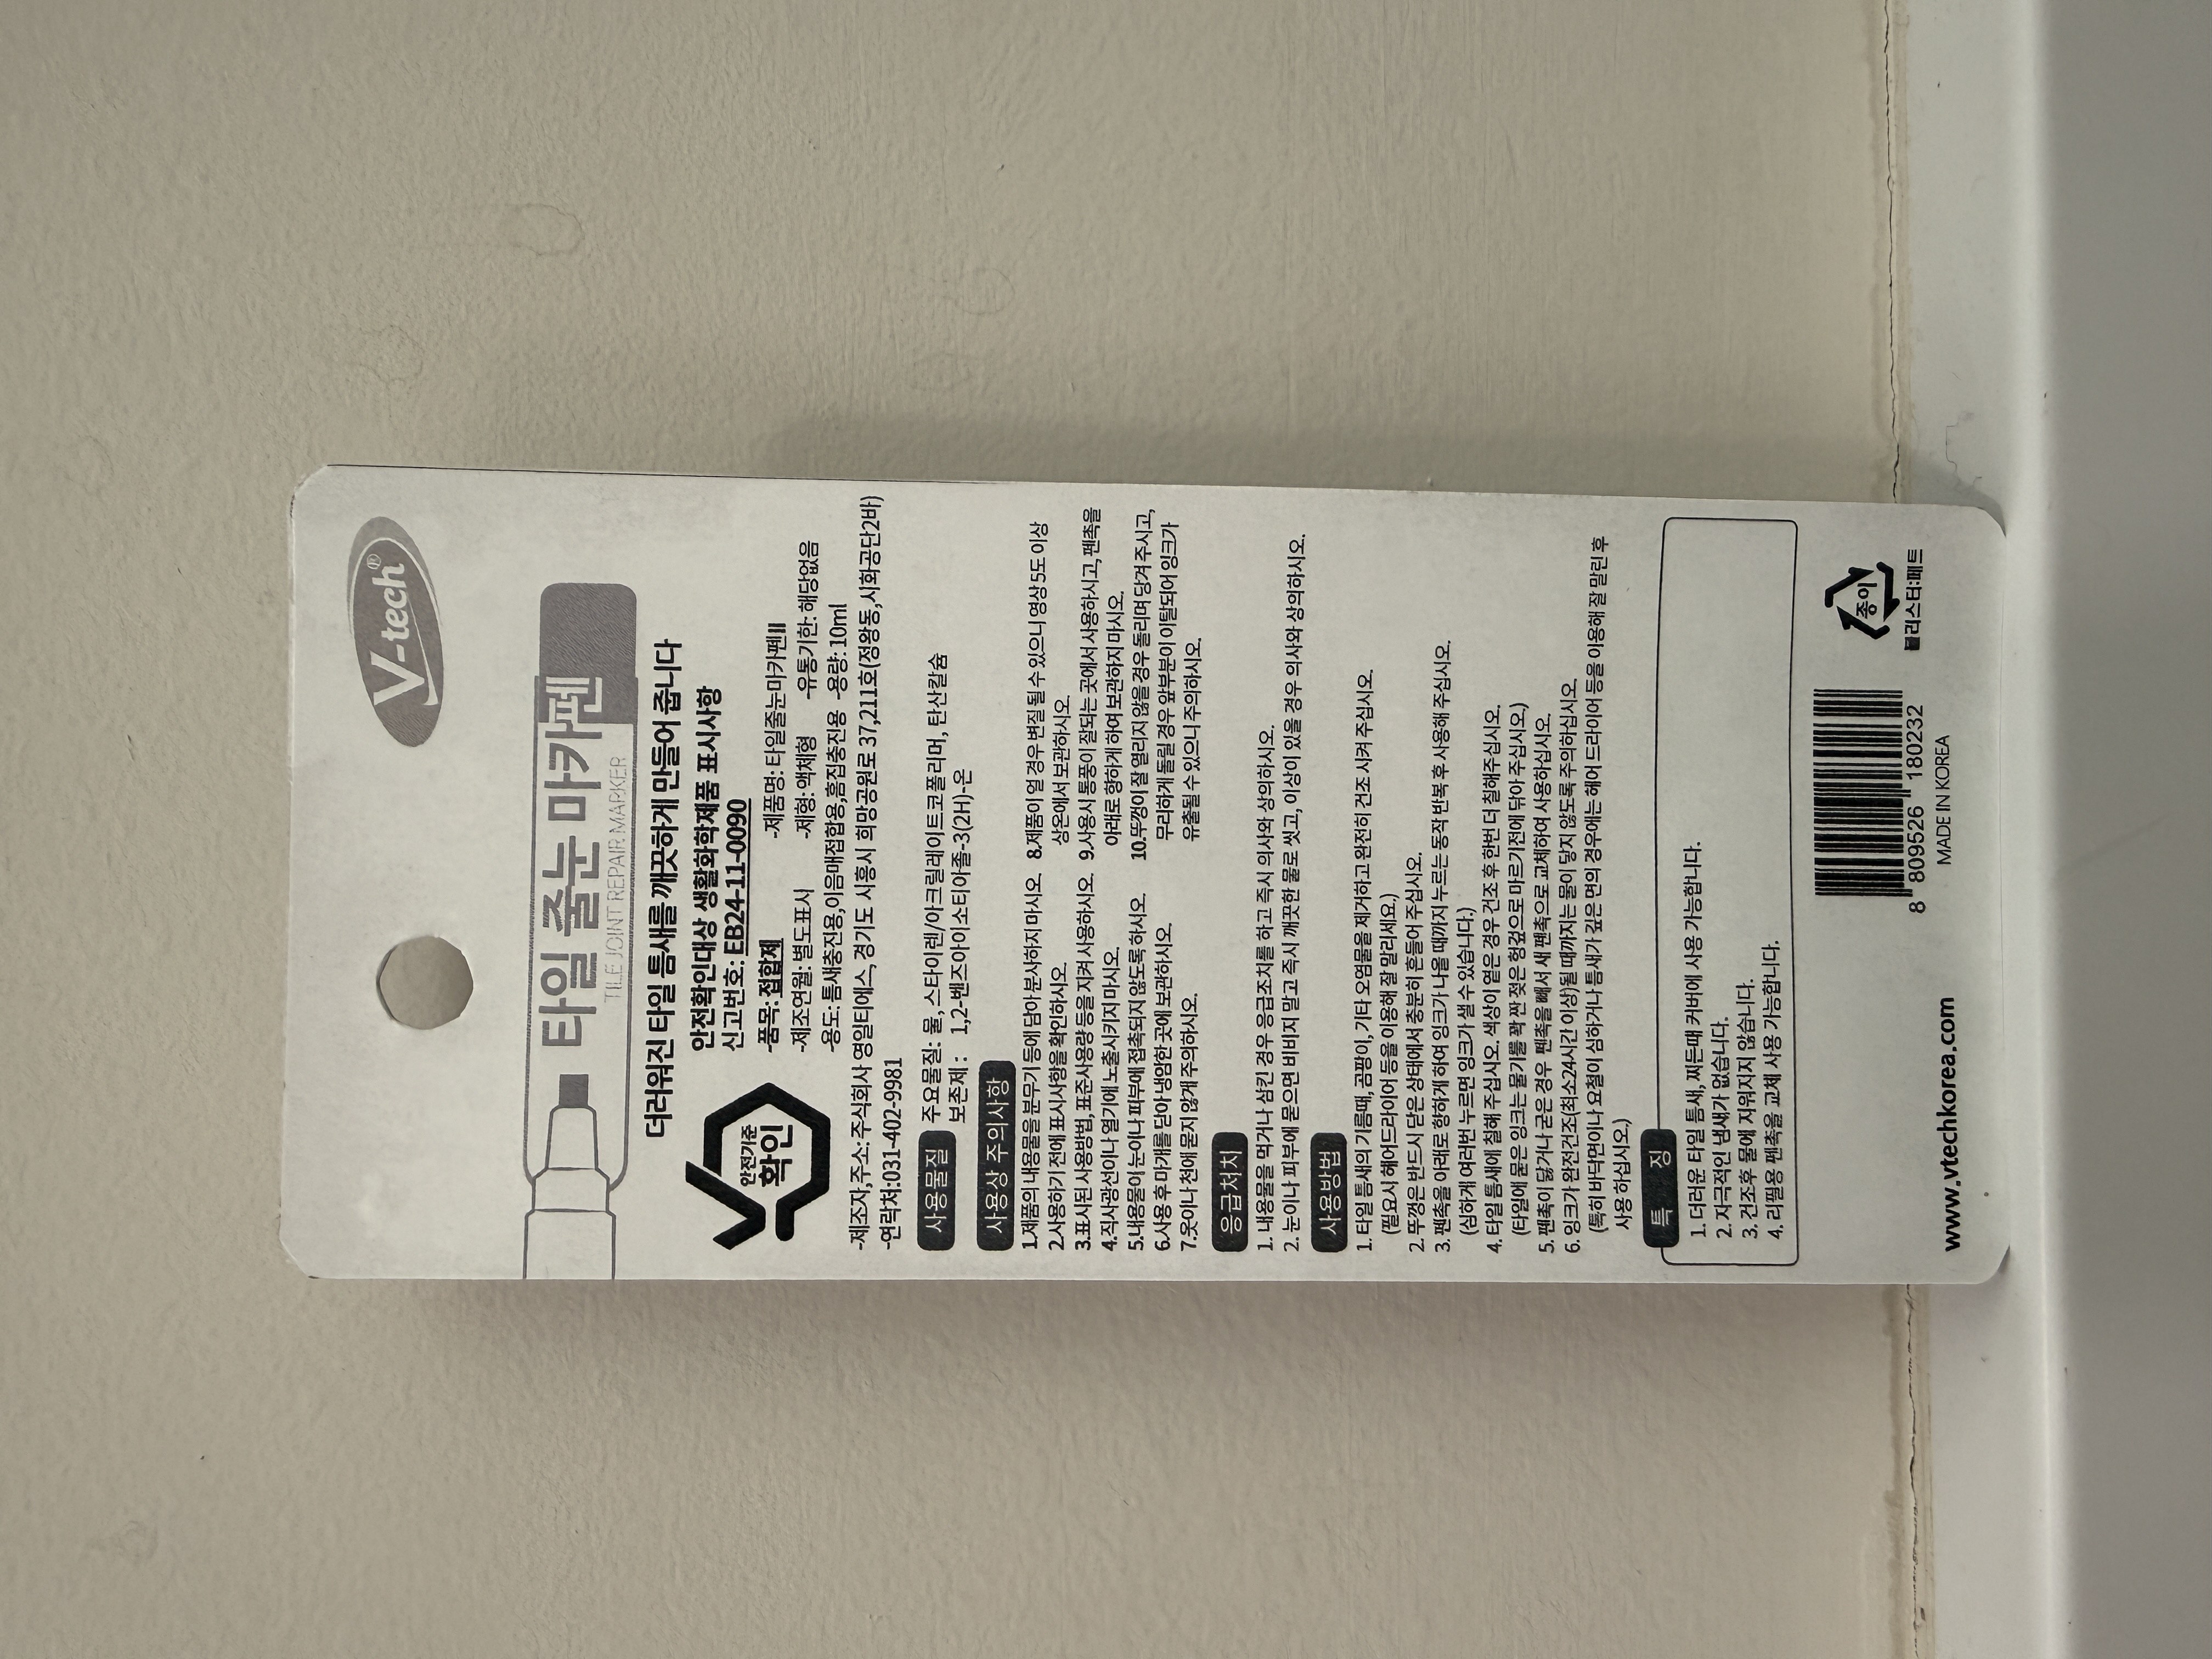 V-tech®
타일 줄눈 마카펜
TILE JOINT REPAIR MARKER
더러워진 타일 틈새를 깨끗하게 만들어 줍니다
안전기준
확인
안전확인대상 생활화학제품 표시사항
신고번호: EB24-11-0090
-품목: 접합제 -제품명: 타일줄눈마카펜II
-제조연월: 별도표시 -제형: 액체형 -유통기한: 해당없음
-용도: 틈새충진용,이음매접합용,흠집충진용 -용량: 10ml
-제조자,주소:주식회사 영일티에스, 경기도 시흥시 희망공원로 37,211호(정왕동,시화공단2바)
-연락처:031-402-9981
사용물질
주요물질: 물, 스타이렌/아크릴레이트코폴리머, 탄산칼슘
보존제 : 1,2-벤즈아이소티아졸-3(2H)-온
사용상 주의사항
1.제품의 내용물을 분무기 등에 담아 분사하지 마시오.
2.사용하기 전에 표시사항을 확인하시오.
3.표시된 사용방법, 표준사용량 등을 지켜 사용하시오.
4.직사광선이나 열기에 노출시키지 마시오.
5.내용물이 눈이나 피부에 접촉되지 않도록 하시오.
6.사용 후 마개를 닫아 냉암한 곳에 보관하시오.
7.옷이나 천에 묻지 않게 주의하시오.
8.제품이 얼 경우 변질 될 수 있으니 영상 5도 이상
상온에서 보관하시오.
9.사용시 통풍이 잘되는 곳에서 사용하시고, 펜촉을
아래로 향하게 하여 보관하지 마시오.
10.뚜껑이 잘 열리지 않을 경우 돌리며 당겨 주시고,
무리하게 돌릴 경우 앞부분이 이탈되어 잉크가
유출될 수 있으니 주의하시오.
응급처치
1. 내용물을 먹거나 삼킨 경우 응급조치를 하고 즉시 의사와 상의하시오.
2. 눈이나 피부에 묻으면 비비지 말고 즉시 깨끗한 물로 씻고, 이상이 있을 경우 의사와 상의하시오.
사용방법
1. 타일 틈새의 기름때, 곰팡이, 기타 오염물을 제거하고 완전히 건조 시켜 주십시오.
(필요시 헤어드라이어 등을 이용해 잘 말리세요.)
2. 뚜껑은 반드시 닫은 상태에서 충분히 흔들어 주십시오.
3. 펜촉을 아래로 향하게 하여 잉크가 나올 때까지 누르는 동작 반복 후 사용해 주십시오.
(심하게 여러번 누르면 잉크가 샐 수 있습니다.)
4. 타일 틈새에 칠해 주십시오. 색상이 옅은 경우 건조 후 한번 더 칠해주십시오.
(타일에 묻은 잉크는 물기를 꽉 짠 젖은 헝겊으로 마르기전에 닦아 주십시오.)
5. 펜촉이 닳거나 굳은 경우 펜촉을 빼서 새 펜촉으로 교체하여 사용하십시오.
6. 잉크가 완전건조(최소24시간 이상)될 때까지는 물이 닿지 않도록 주의하십시오.
(특히 바닥면이나 요철이 심하거나 틈새가 깊은 면의 경우에는 헤어 드라이어 등을 이용해 잘 말린 후
사용 하십시오.)
특 징
1. 더러운 타일 틈새, 찌든때 커버에 사용 가능합니다.
2. 자극적인 냄새가 없습니다.
3. 건조후 물에 지워지지 않습니다.
4. 리필용 펜촉을 교체 사용 가능합니다.
www.vtechkorea.com
8 809526 180232
MADE IN KOREA
종이
블리스터:페트